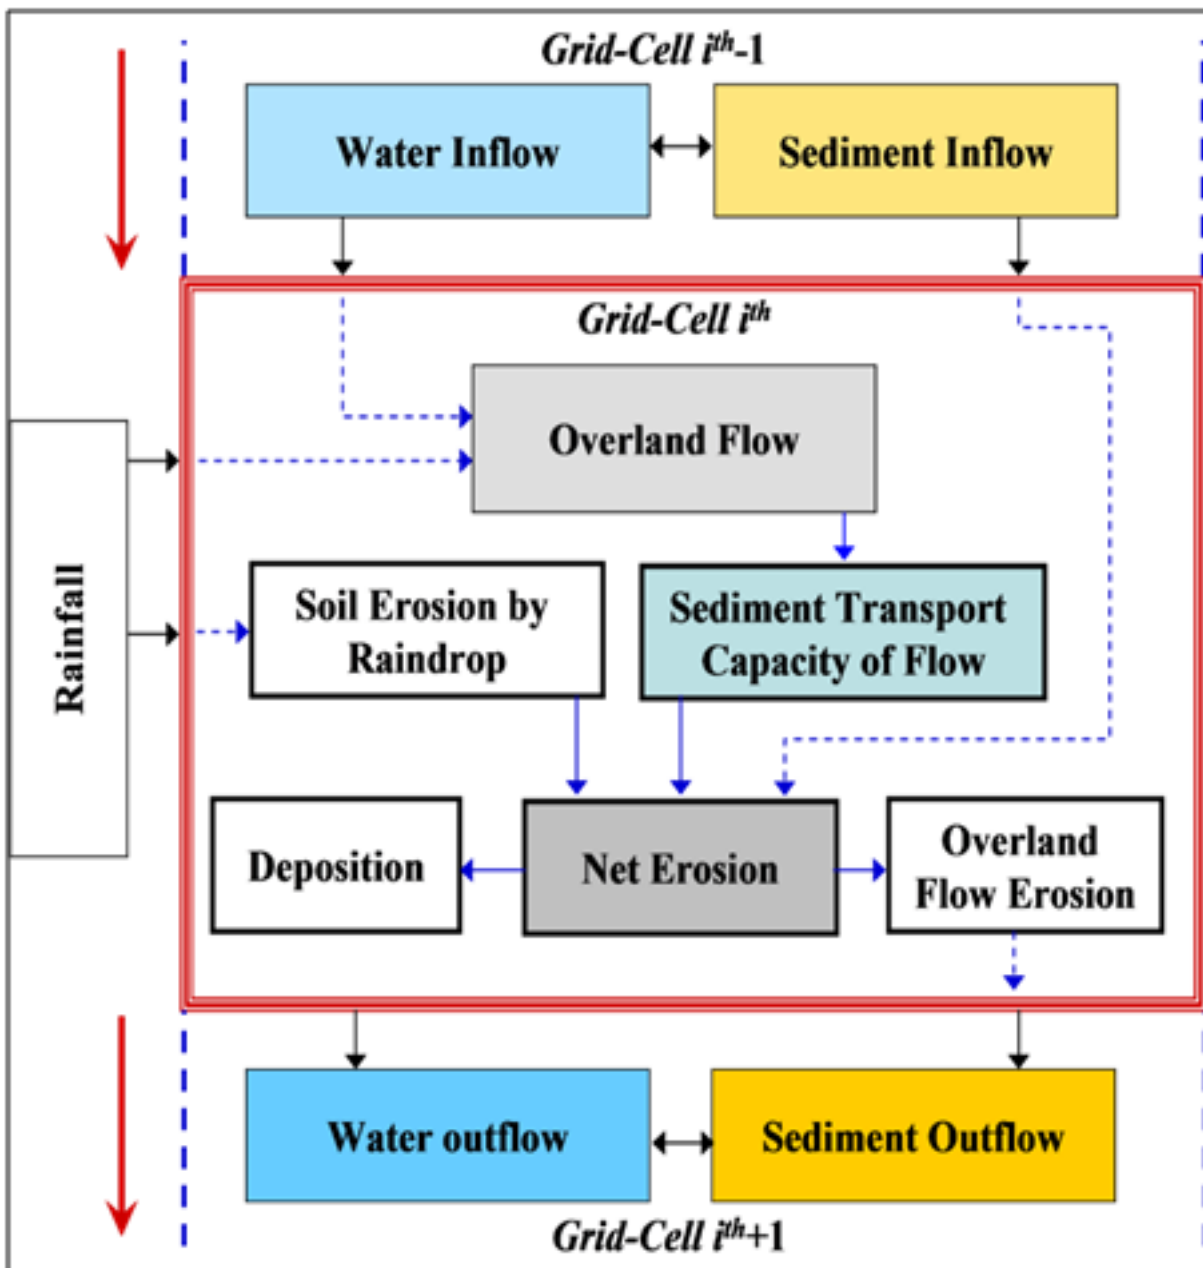 Grid-Cell iᵗʰ-1
Water Inflow
Sediment Inflow
Grid-Cell iᵗʰ
Overland Flow
Rainfall
Soil Erosion by
Raindrop
Sediment Transport
Capacity of Flow
Deposition
Net Erosion
Overland
Flow Erosion
Water outflow
Sediment Outflow
Grid-Cell iᵗʰ+1